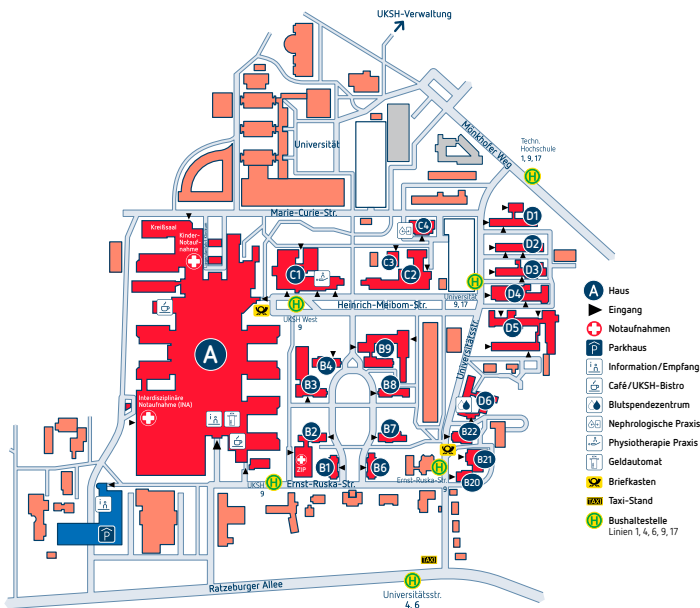 UKSH-Verwaltung
Mönkhofer Weg
Techn.
Hochschule
1, 9, 17
H
Universität
Marie-Curie-Str.
Kreißsaal
Kinder-
Notauf-
nahme
C4
D1
D2
D3
D4
D5
C1
C3
C2
H
Universität
9, 17
Heinrich-Meibom-Str.
H
UKSH West
9
Universitätsstr.
A
B9
B4
B3
B8
Interdisziplinäre
Notaufnahme (INA)
D6
B2
B7
B22
B21
B20
ZIP
B1
B6
H
UKSH
9
Ernst-Ruska-Str.
H
Ernst-Ruska-Str.
9
P
TAXI
Ratzeburger Allee
H
Universitätsstr.
4, 6
A Haus
Eingang
Notaufnahmen
P Parkhaus
Information/Empfang
Café/UKSH-Bistro
Blutspendezentrum
Nephrologische Praxis
Physiotherapie Praxis
Geldautomat
Briefkasten
TAXI Taxi-Stand
H Bushaltestelle
Linien 1, 4, 6, 9, 17